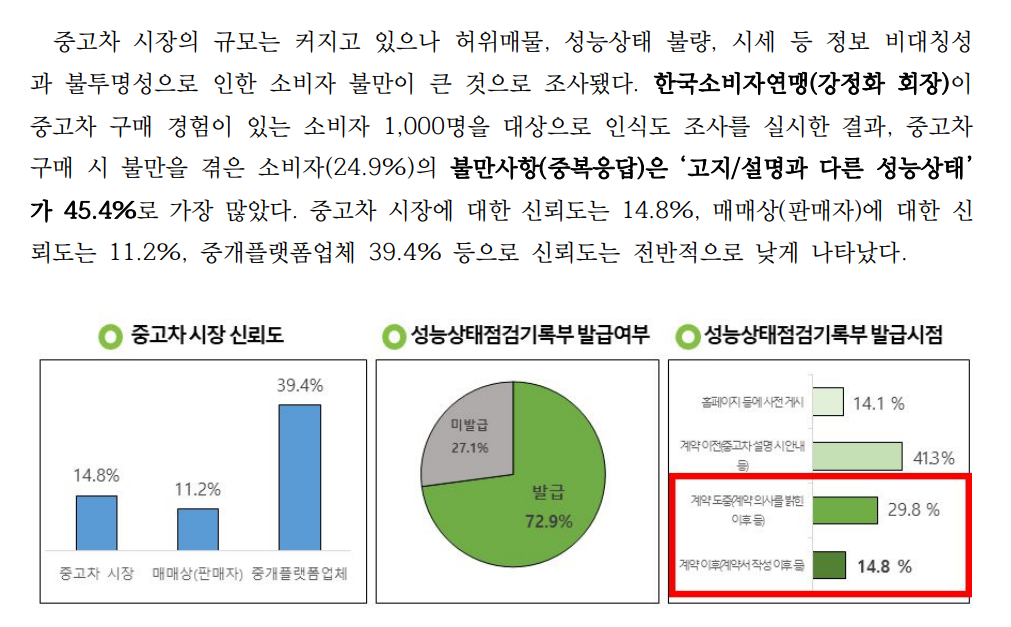 중고차 시장의 규모는 커지고 있으나 허위매물, 성능상태 불량, 시세 등 정보 비대칭성
과 불투명성으로 인한 소비자 불만이 큰 것으로 조사됐다. 한국소비자연맹(강정화 회장)이
중고차 구매 경험이 있는 소비자 1,000명을 대상으로 인식도 조사를 실시한 결과, 중고차
구매 시 불만을 겪은 소비자(24.9%)의 불만사항(중복응답)은 ‘고지/설명과 다른 성능상태’
가 45.4%로 가장 많았다. 중고차 시장에 대한 신뢰도는 14.8%, 매매상(판매자)에 대한 신
뢰도는 11.2%, 중개플랫폼업체 39.4% 등으로 신뢰도는 전반적으로 낮게 나타났다.
중고차 시장 신뢰도
39.4%
14.8%
11.2%
중고차 시장
매매상(판매자)
중개플랫폼업체
성능상태점검기록부 발급여부
미발급
27.1%
발급
72.9%
성능상태점검기록부 발급시점
홈페이지 등에 사전 게시
14.1 %
계약 이전(중고차 설명 시 안내
등)
41.3%
계약 도중(계약 의사를 밝힌
이후 등)
29.8 %
계약 이후(계약서 작성 이후 등)
14.8 %